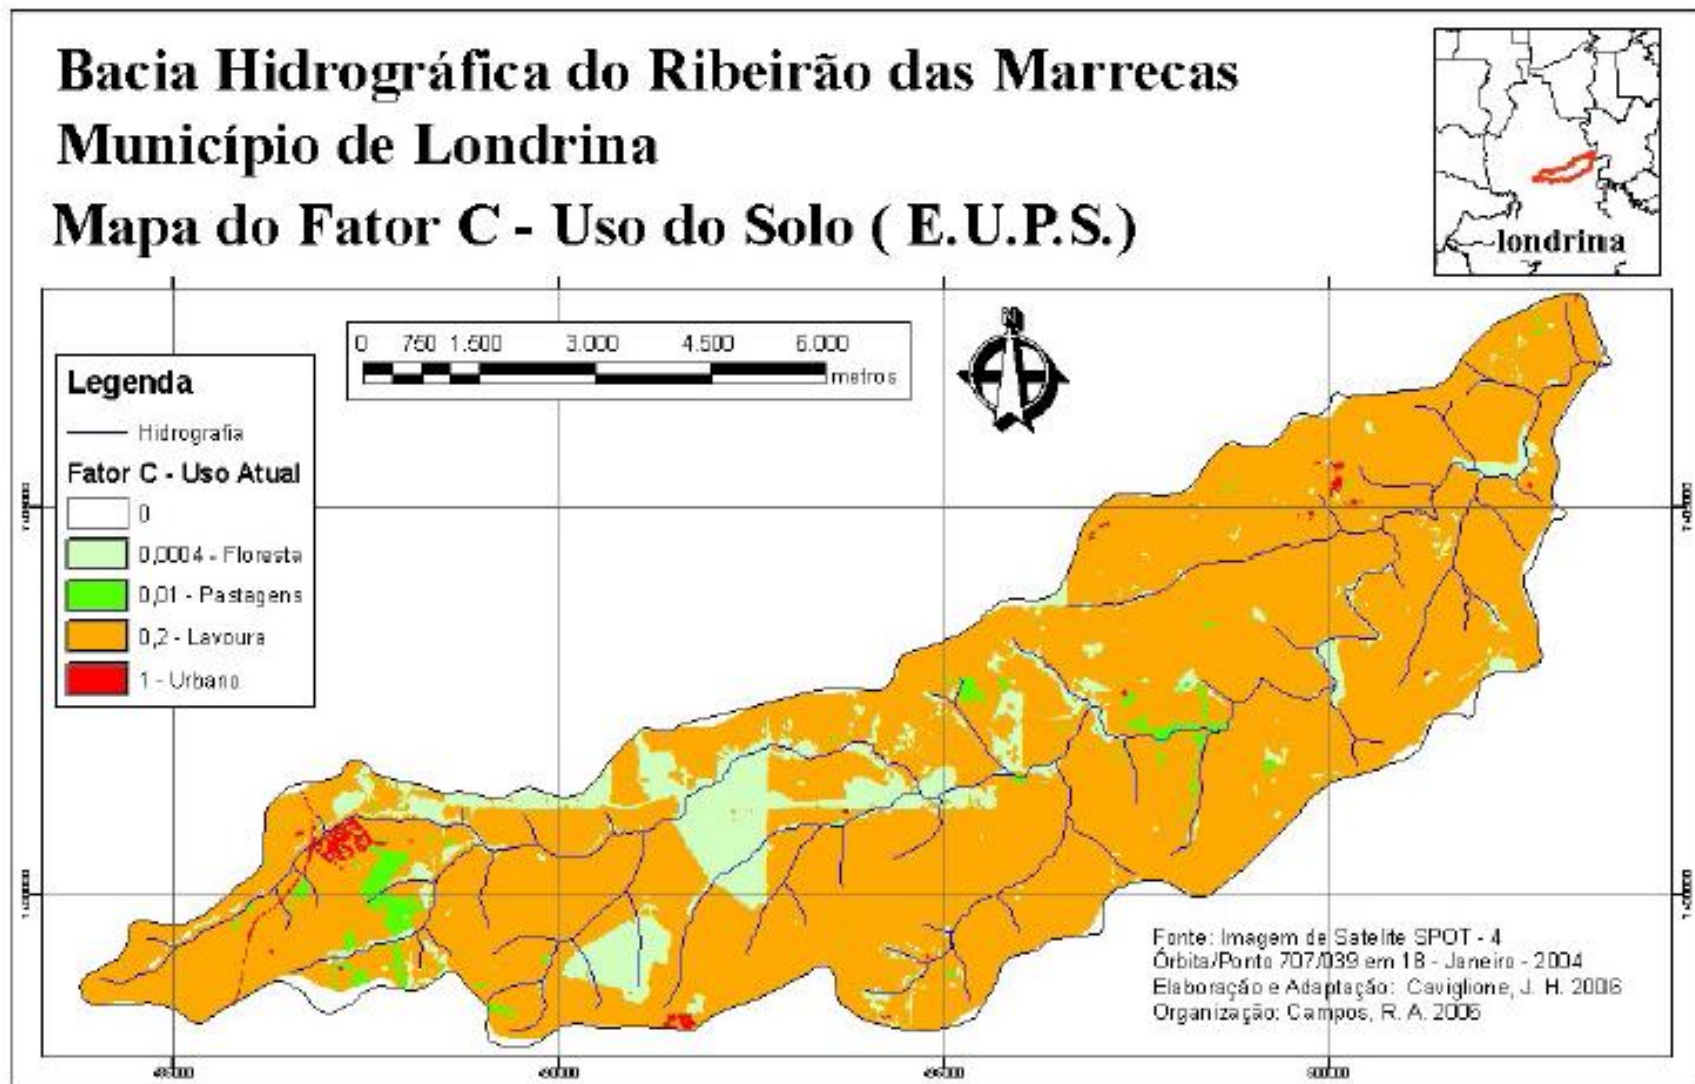 Bacia Hidrográfica do Ribeirão das Marrecas
Município de Londrina
Mapa do Fator C - Uso do Solo ( E.U.P.S.)
londrina
0 750 1.500 3.000 4.500 6.000
metros
N
Legenda
Hidrografia
Fator C - Uso Atual
0
0,0004 - Floresta
0,01 - Pastagens
0,2 - Lavoura
1 - Urbano
Fonte: Imagem de Satelite SPOT - 4
Órbita/Ponto 707/039 em 18 - Janeiro - 2004
Elaboração e Adaptação: Caviglione, J. H. 2006
Organização: Campos, R. A. 2006